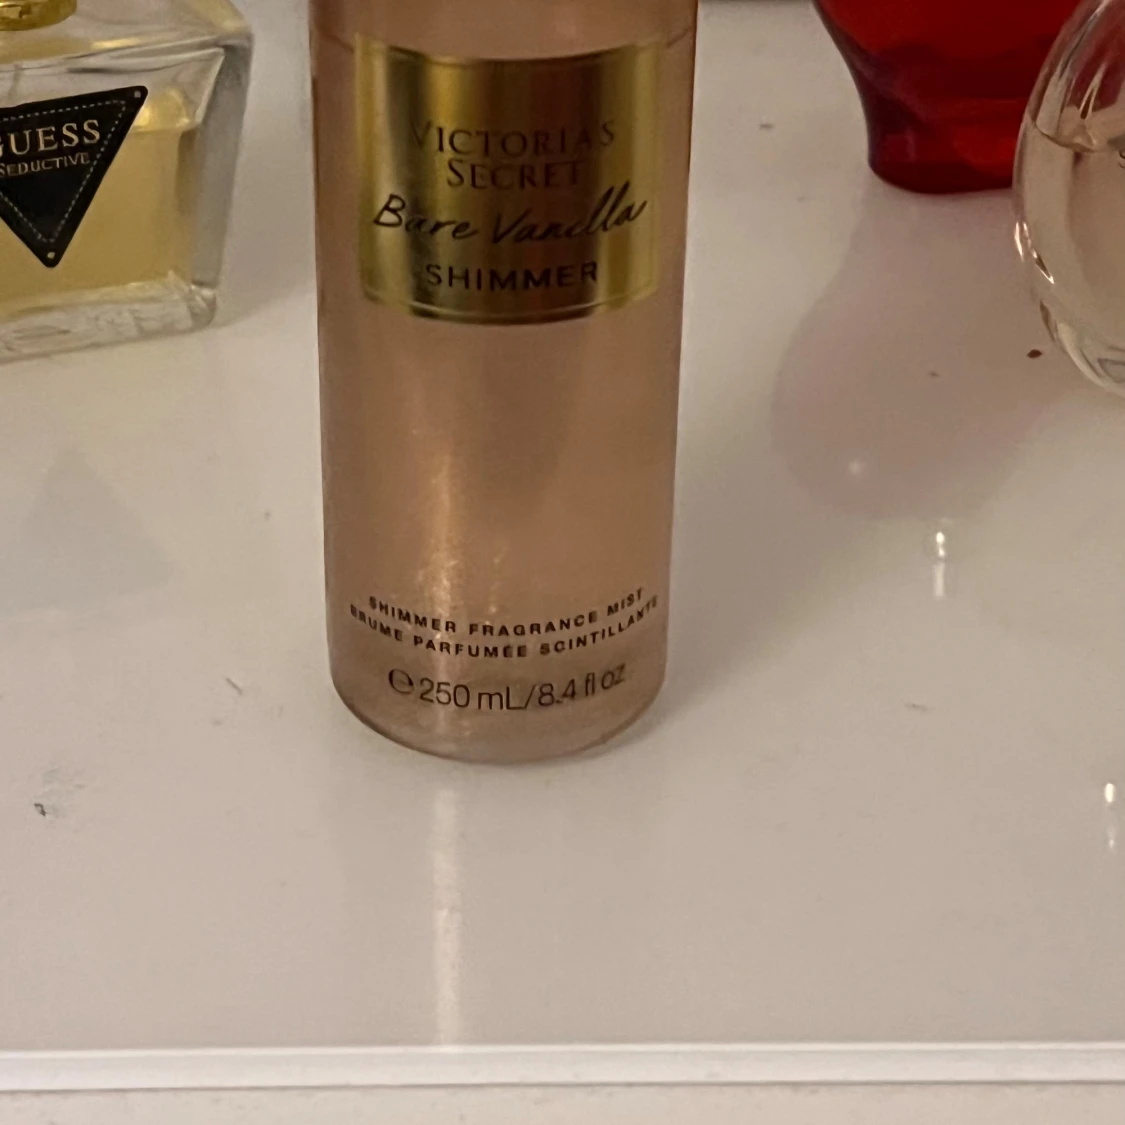 GUESS
SEDUCTIVE
VICTORIA'S
SECRET
Bare Vanilla
SHIMMER
SHIMMER FRAGRANCE MIST
BRUME PARFUMÉE SCINTILLANTE
℮ 250 mL/8.4 fl oz